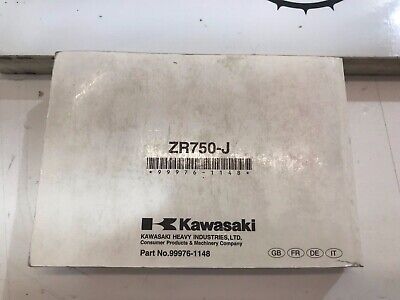 ZR750-J
*99976-1148*
Kawasaki
KAWASAKI HEAVY INDUSTRIES, LTD.
Consumer Products & Machinery Company
Part No.99976-1148
GB FR DE IT